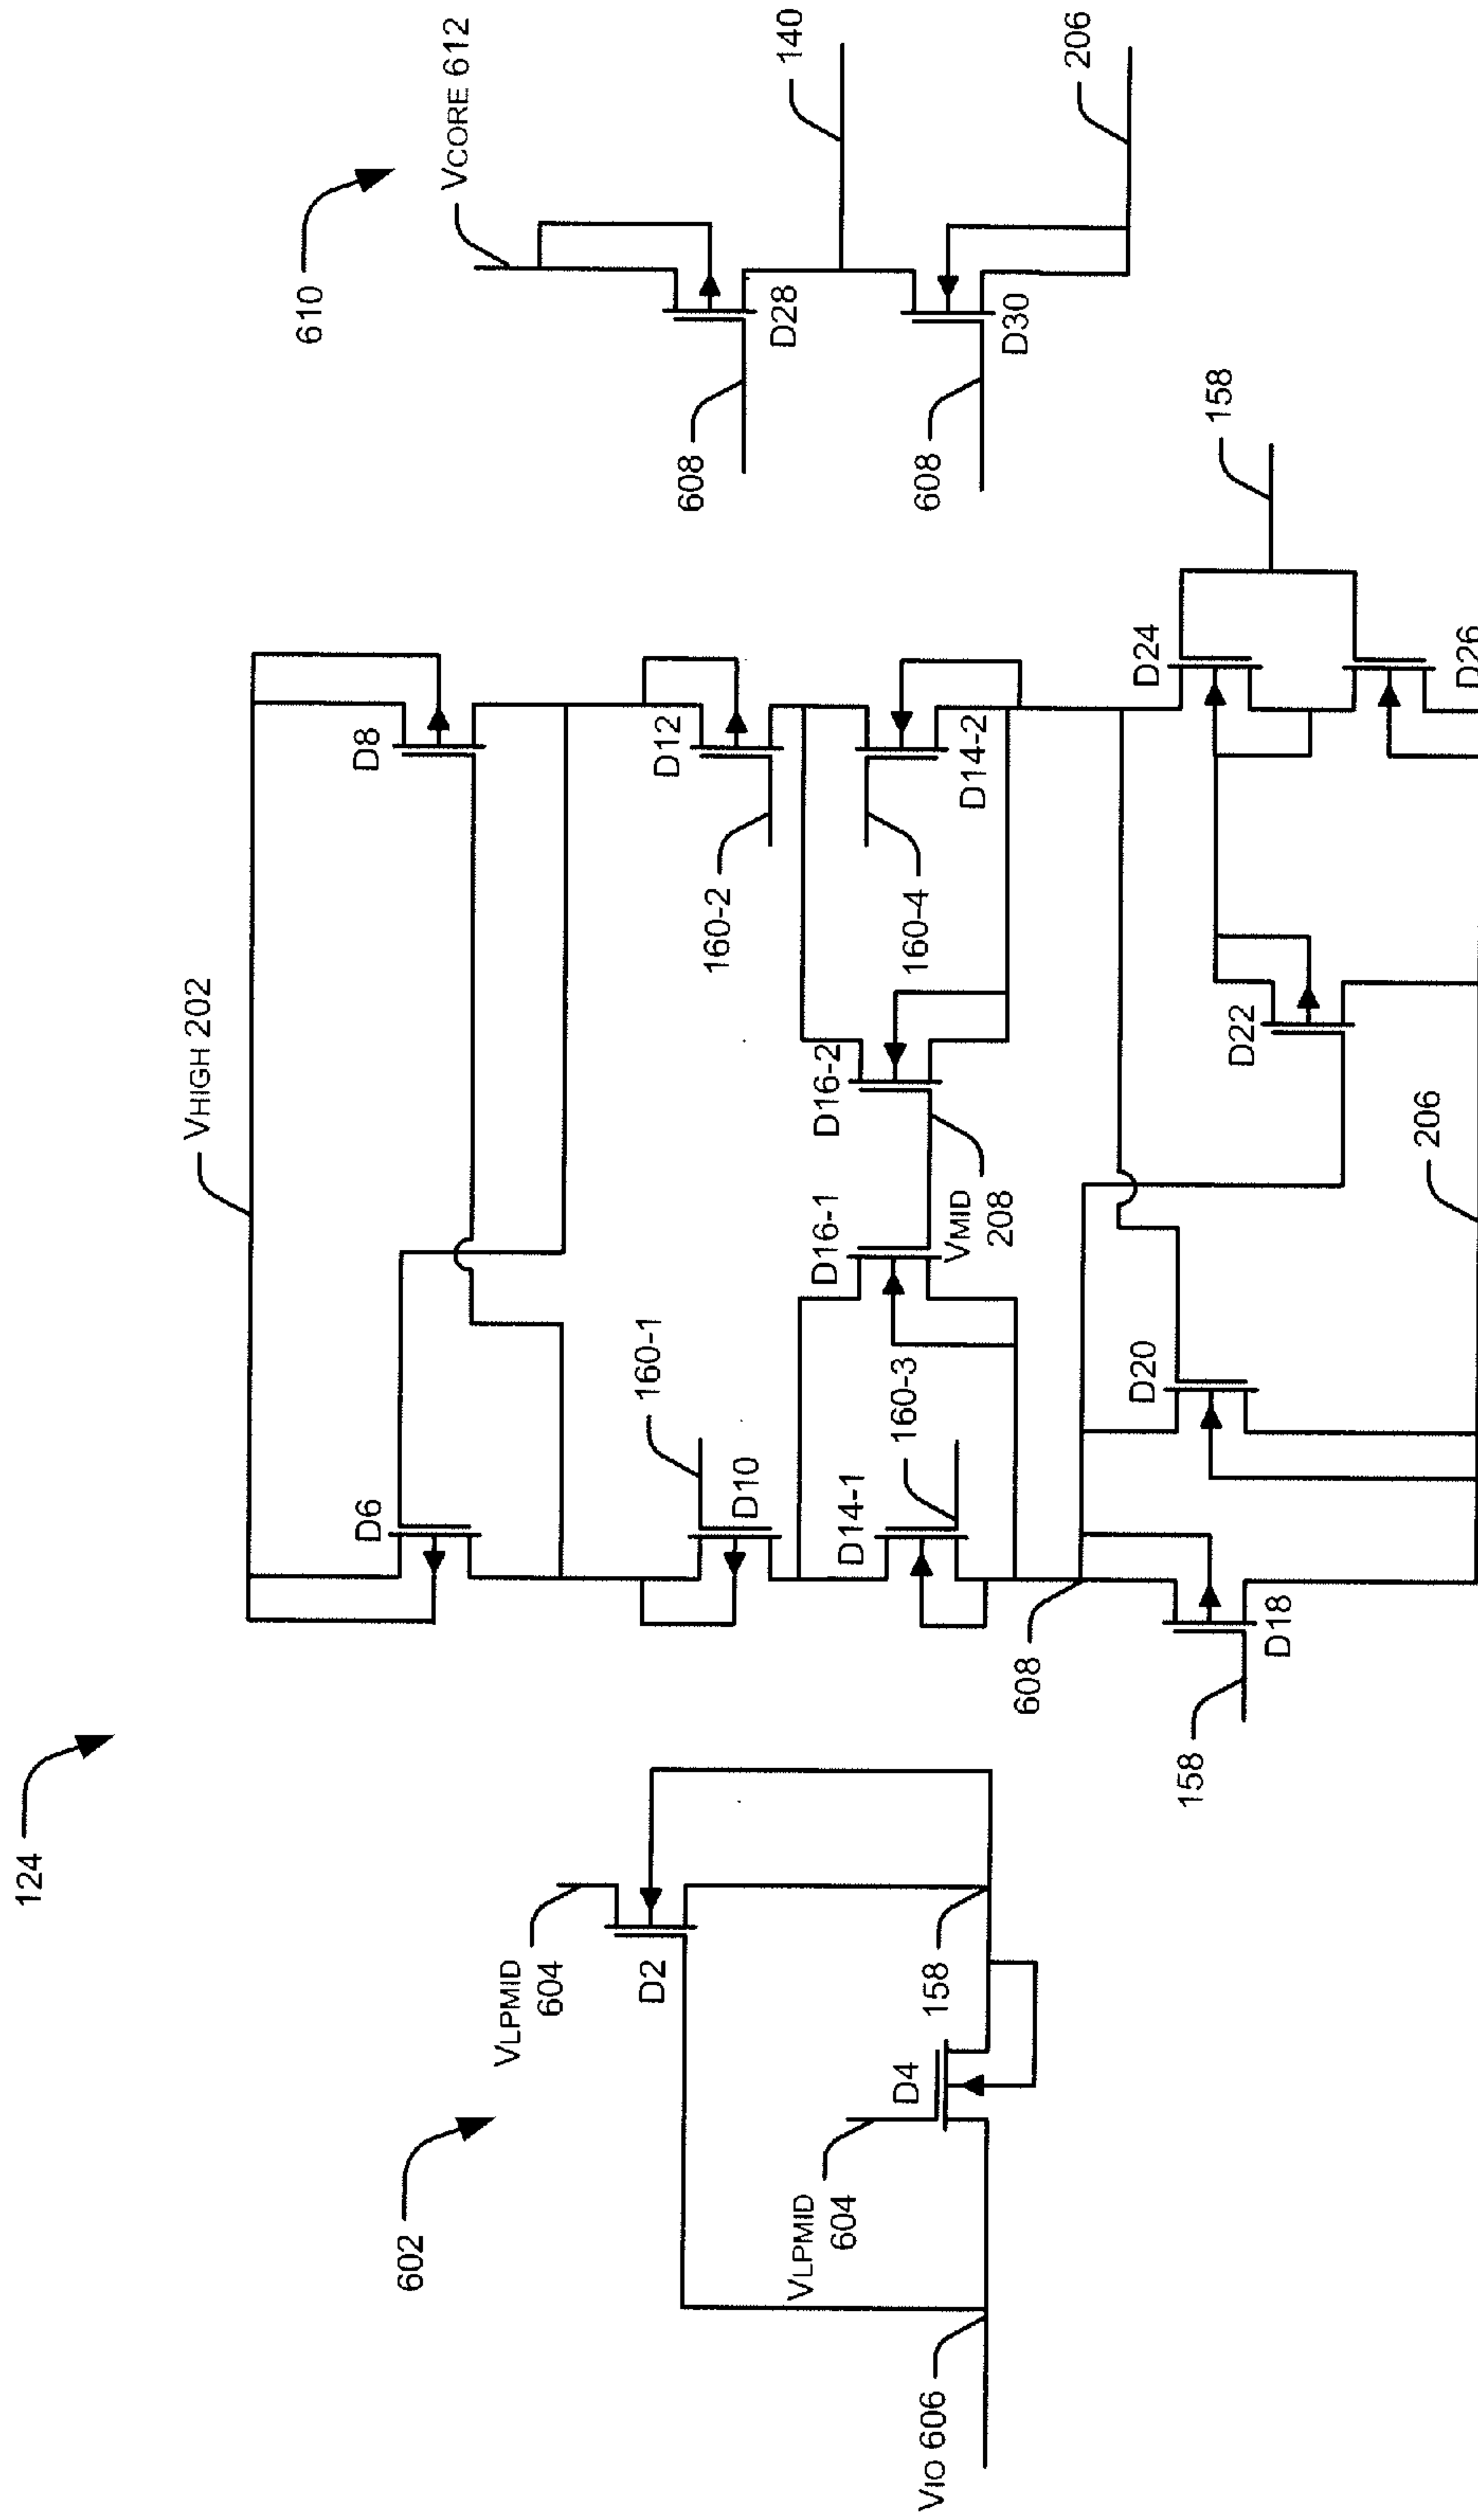 124
602
VLPMID
604
D2
VLPMID
604
D4
158
VIO 606
VHIGH 202
D6
D8
160-1
D10
D12
160-2
D14-1
160-3
D16-1
D16-2
VMID
208
160-4
D14-2
608
158
D18
D20
D22
D24
158
D26
206
610
VCORE 612
608
D28
140
608
D30
206